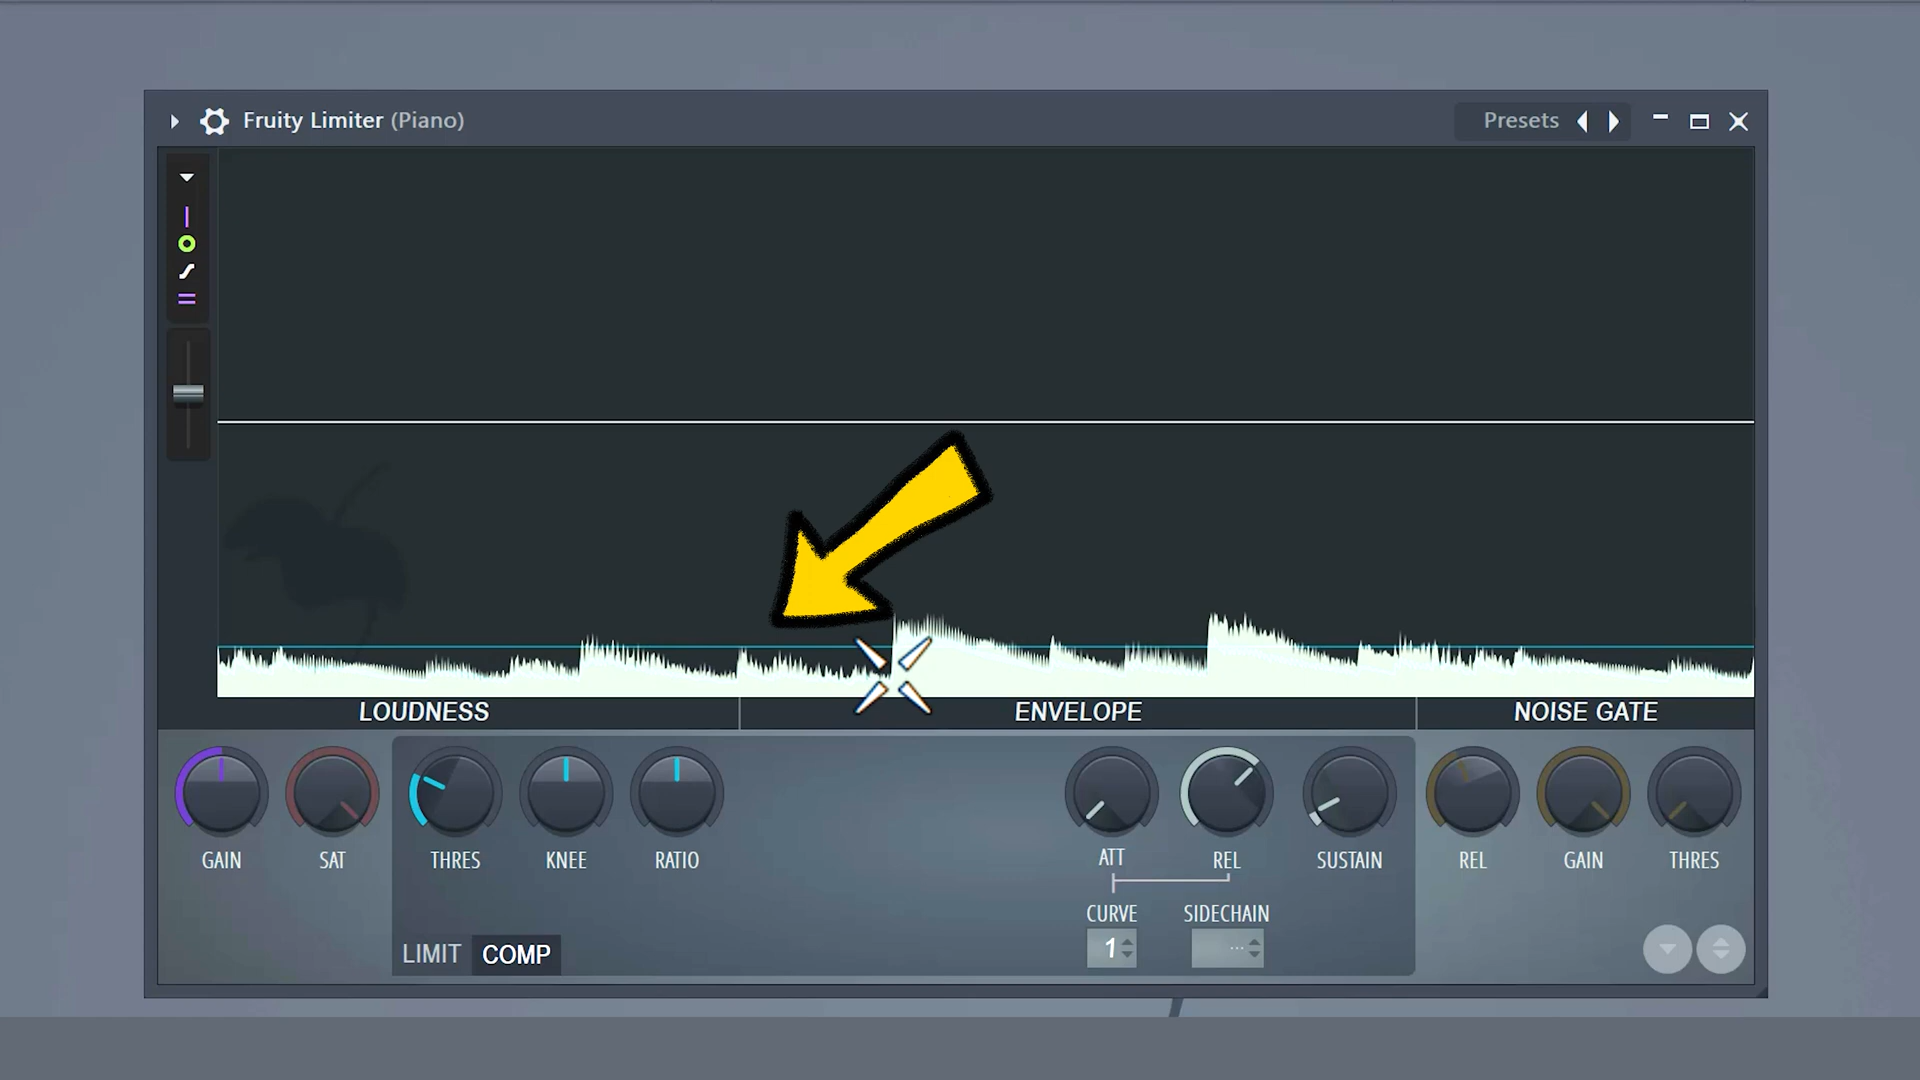 Fruity Limiter (Piano)
Presets
LOUDNESS
ENVELOPE
NOISE GATE
GAIN
SAT
THRES
KNEE
RATIO
ATT
REL
SUSTAIN
REL
GAIN
THRES
CURVE
SIDECHAIN
LIMIT
COMP
1
---